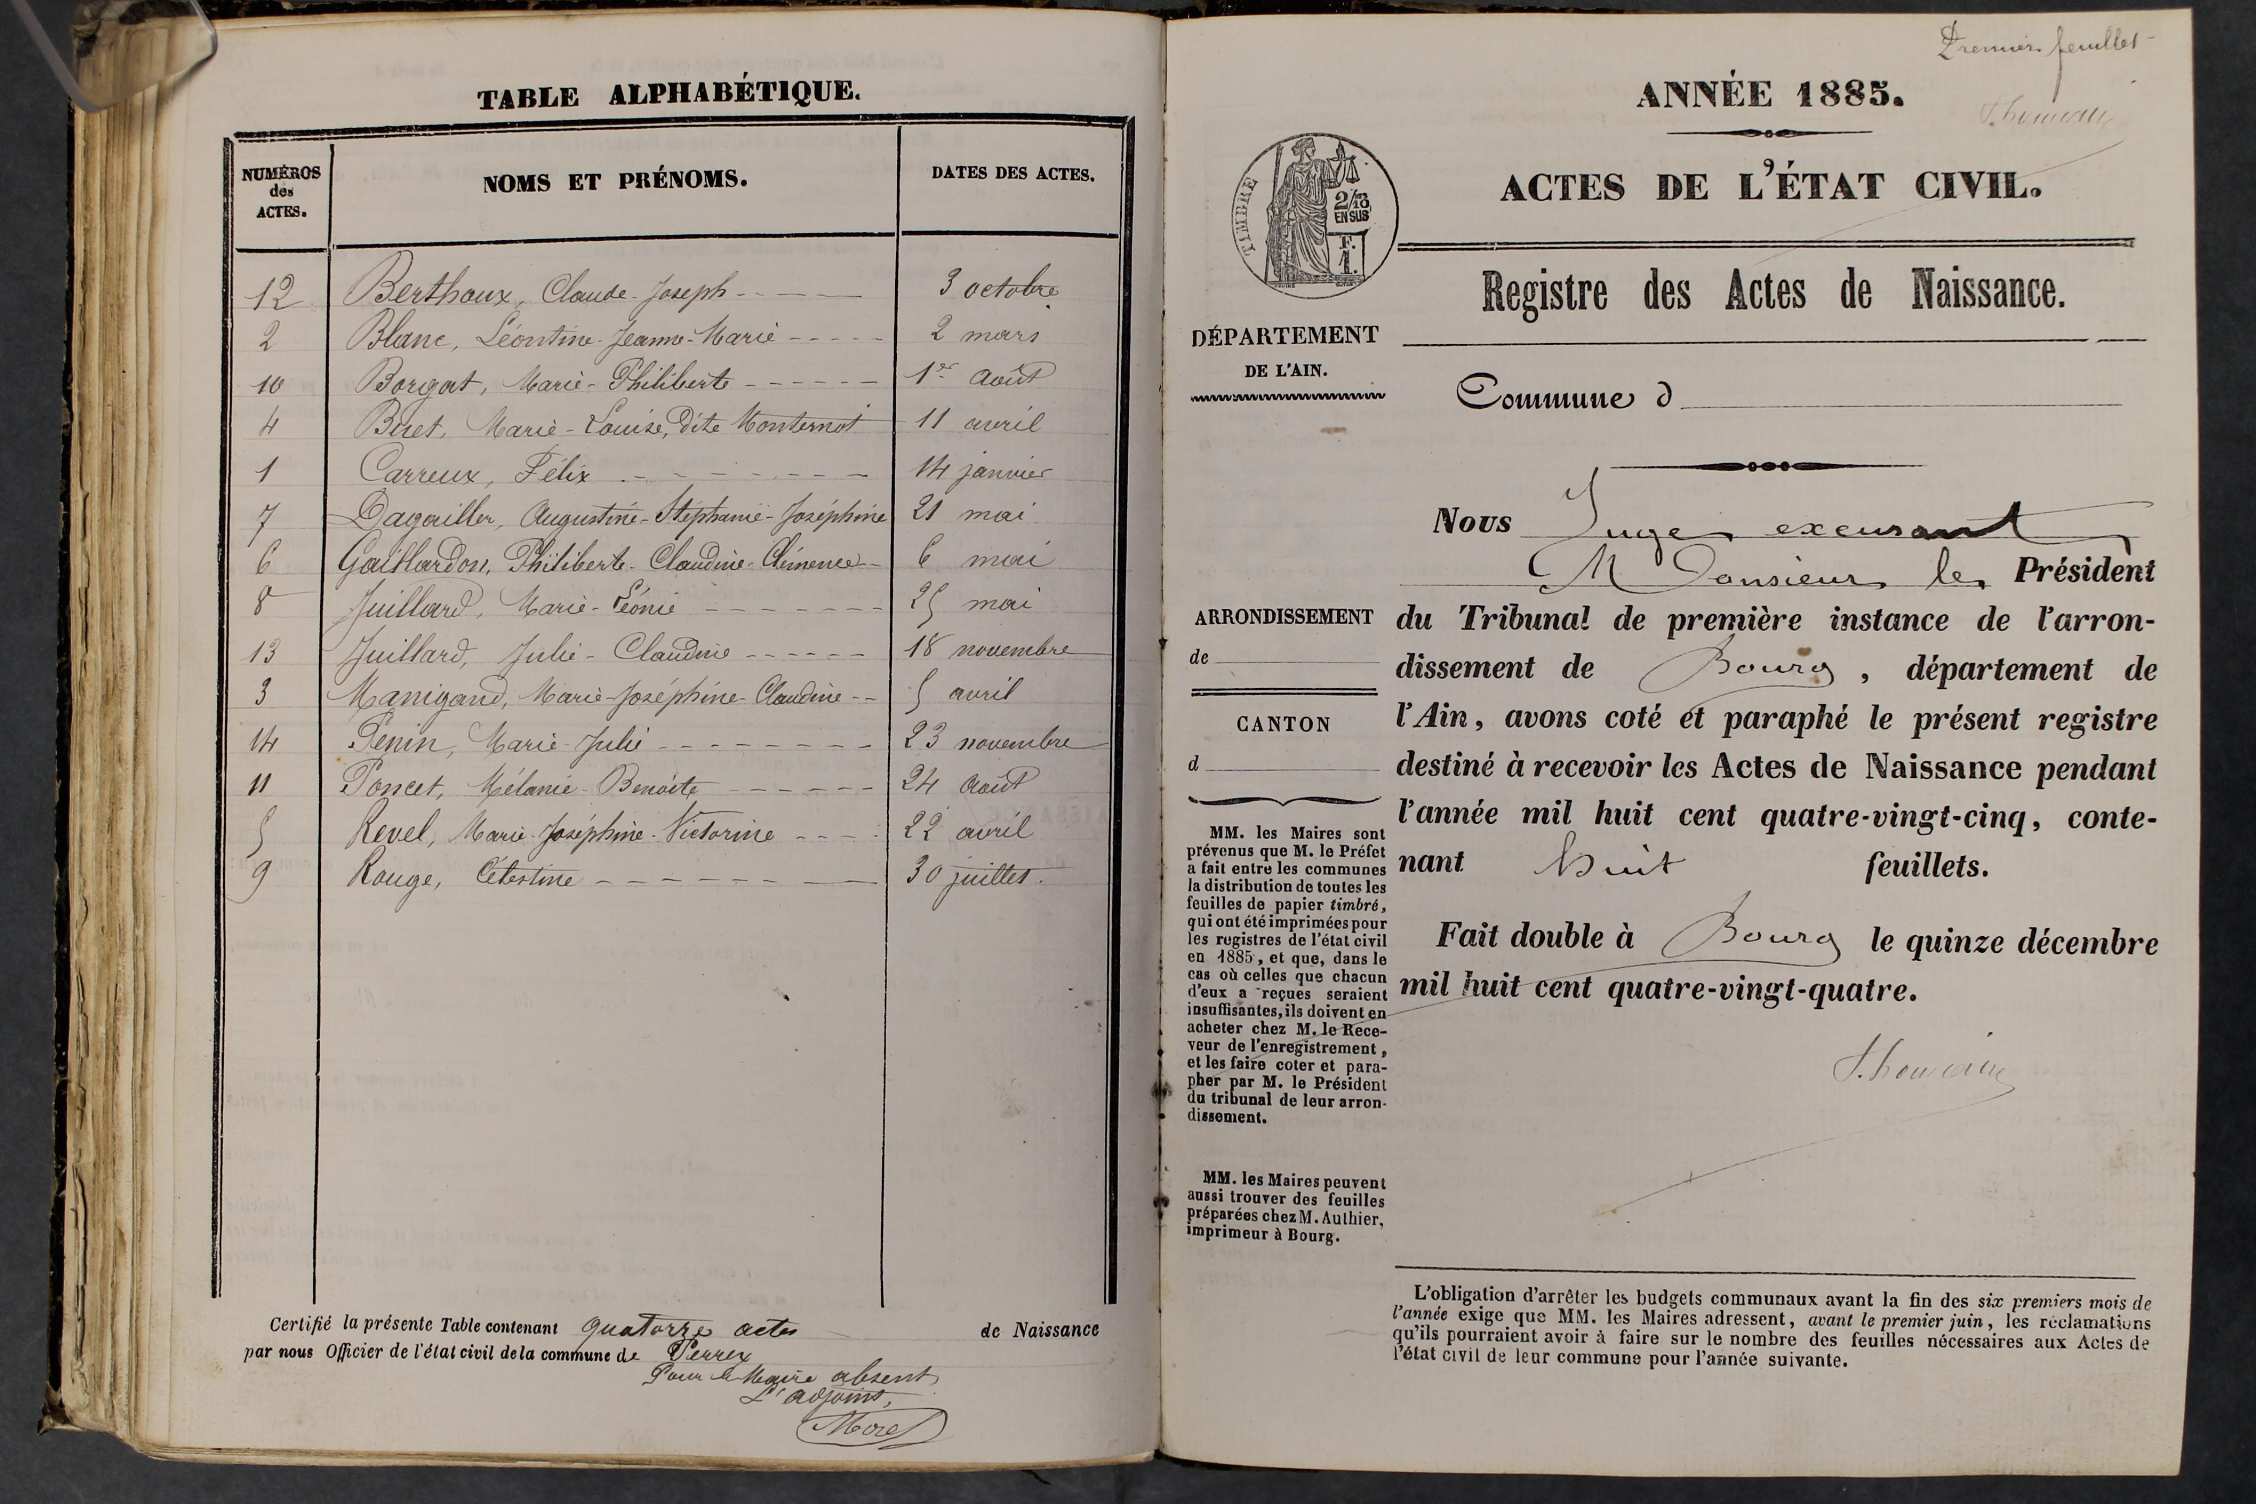 TABLE ALPHABÉTIQUE.
NUMÉROS des ACTES. NOMS ET PRÉNOMS. DATES DES ACTES.
12 Berthoux, Claude-Joseph 3 octobre
2 Blanc, Léontine-Jeanne-Marie 2 mars
10 Borgat, Marie-Philiberte 1er août
4 Buet, Marie-Louise, dite Monternot 11 avril
1 Carreux, Félix 14 janvier
7 Dagaillier, Augustine-Stéphanie-Joséphine 21 mai
6 Gaillardon, Philiberte-Claudine-Clémence 6 mai
8 Juillard, Marie-Léonie 25 mai
13 Juillard, Julie-Claudine 18 novembre
3 Manigand, Marie-Joséphine-Claudine 5 avril
14 Penin, Marie-Julie 23 novembre
11 Poncet, Mélanie-Benoite 24 août
5 Revel, Marie-Joséphine-Victorine 22 avril
9 Rouge, Célestine 30 juillet.
Certifié la présente Table contenant quatorze actes de Naissance
par nous Officier de l'état civil de la commune de Perrex
Pour le Maire absent,
L'adjoint,
Morel
Premier feuillet
ANNÉE 1885.
ACTES DE L'ÉTAT CIVIL.
TIMBRE
2/10 EN SUS
F. 1.
Registre des Actes de Naissance.
DÉPARTEMENT
DE L'AIN.
Commune d
Nous Juge excusant
Monsieur le Président
ARRONDISSEMENT
de
CANTON
d
du Tribunal de première instance de l'arron-
dissement de Bourg, département de
l'Ain, avons coté et paraphé le présent registre
destiné à recevoir les Actes de Naissance pendant
l'année mil huit cent quatre-vingt-cinq, conte-
nant huit feuillets.
Fait double à Bourg le quinze décembre
mil huit cent quatre-vingt-quatre.
MM. les Maires sont
prévenus que M. le Préfet
a fait entre les communes
la distribution de toutes les
feuilles de papier timbré,
qui ont été imprimées pour
les registres de l'état civil
en 1885, et que, dans le
cas où celles que chacun
d'eux a reçues seraient
insuffisantes, ils doivent en
acheter chez M. le Rece-
veur de l'enregistrement,
et les faire coter et para-
pher par M. le Président
du tribunal de leur arron-
dissement.
MM. les Maires peuvent
aussi trouver des feuilles
préparées chez M. Authier,
imprimeur à Bourg.
L'obligation d'arrêter les budgets communaux avant la fin des six premiers mois de
l'année exige que MM. les Maires adressent, avant le premier juin, les réclamations
qu'ils pourraient avoir à faire sur le nombre des feuilles nécessaires aux Actes de
l'état civil de leur commune pour l'année suivante.